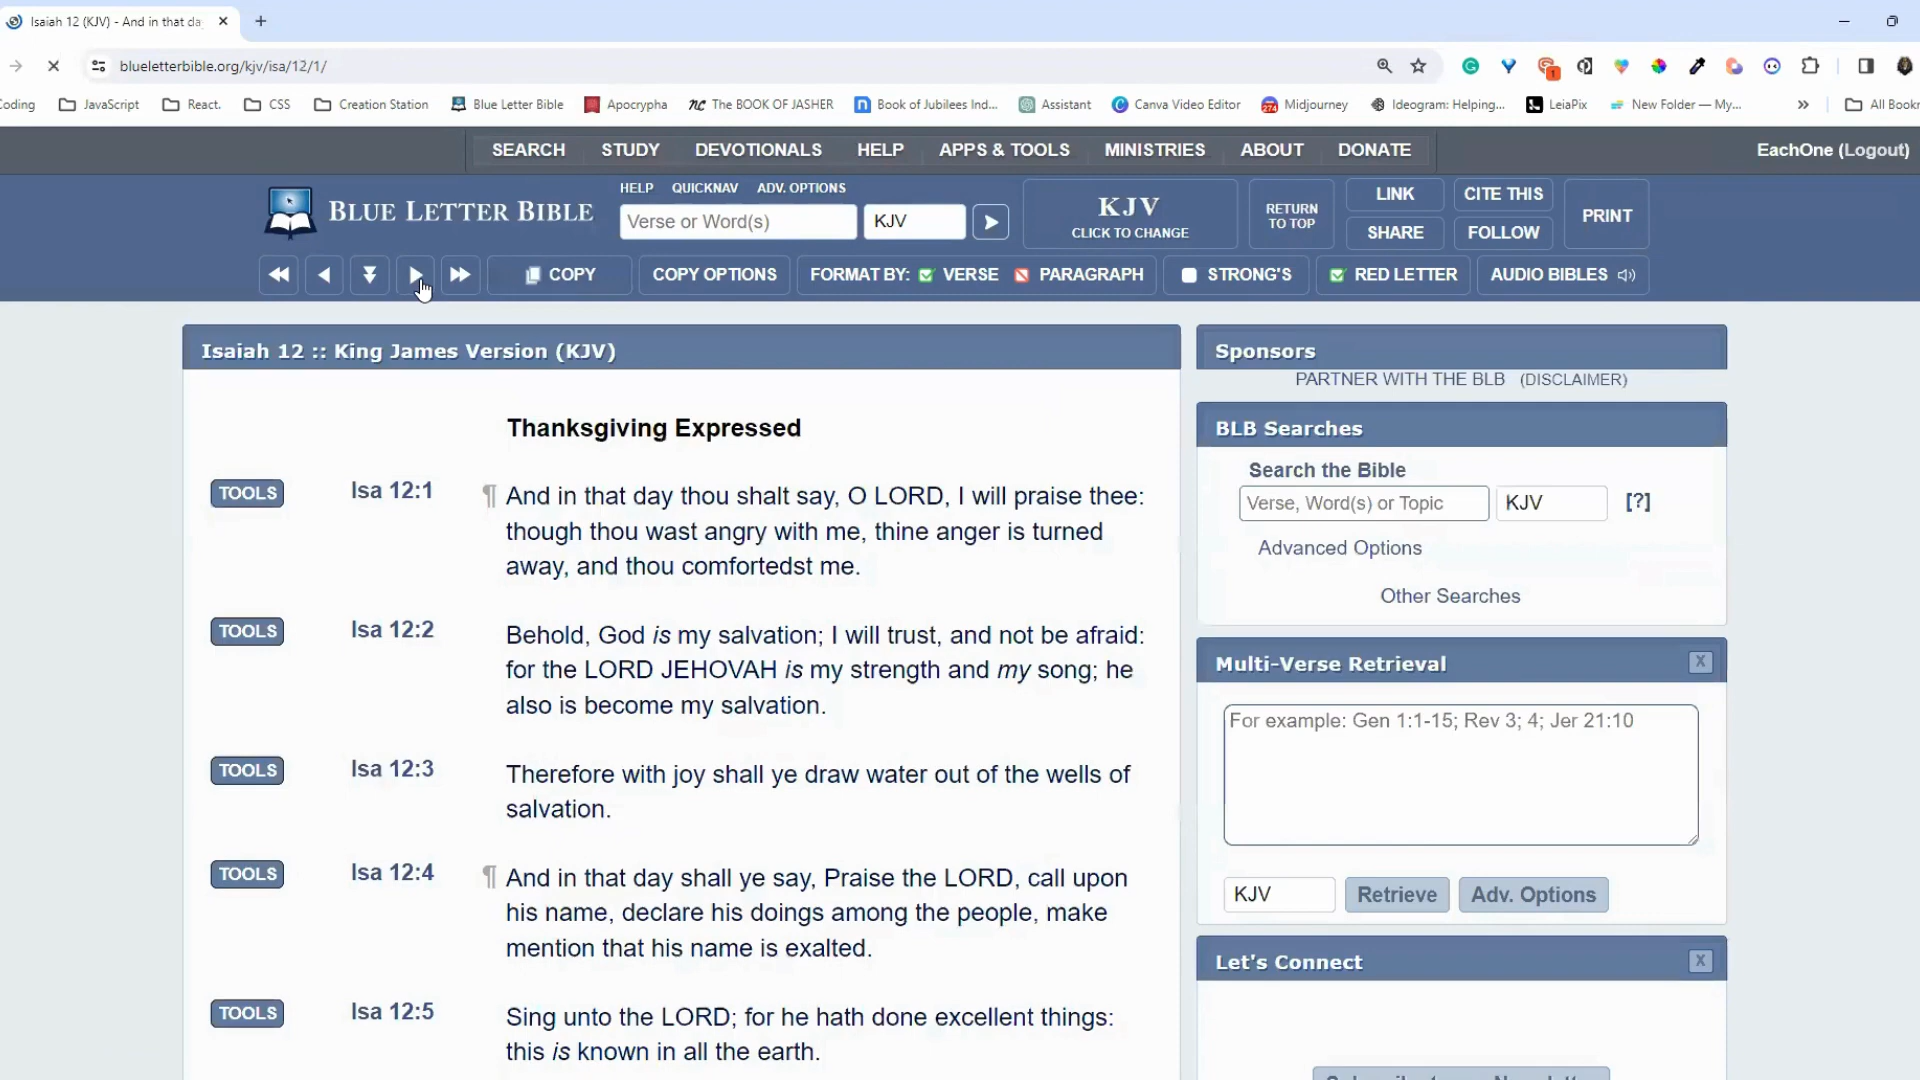 Isaiah 12 (KJV) - And in that da
blueletterbible.org/kjv/isa/12/1/
oding JavaScript React. CSS Creation Station Blue Letter Bible Apocrypha The BOOK OF JASHER Book of Jubilees Ind... Assistant Canva Video Editor Midjourney Ideogram: Helping... LeiaPix New Folder — My... » All Bookr
SEARCH STUDY DEVOTIONALS HELP APPS & TOOLS MINISTRIES ABOUT DONATE EachOne (Logout)
HELP QUICKNAV ADV. OPTIONS
BLUE LETTER BIBLE Verse or Word(s) KJV
KJV
CLICK TO CHANGE
RETURN
TO TOP
LINK CITE THIS
SHARE FOLLOW
PRINT
COPY COPY OPTIONS FORMAT BY: VERSE PARAGRAPH STRONG'S RED LETTER AUDIO BIBLES
Isaiah 12 :: King James Version (KJV)
Thanksgiving Expressed
TOOLS Isa 12:1 ¶ And in that day thou shalt say, O LORD, I will praise thee:
though thou wast angry with me, thine anger is turned
away, and thou comfortedst me.
TOOLS Isa 12:2 Behold, God is my salvation; I will trust, and not be afraid:
for the LORD JEHOVAH is my strength and my song; he
also is become my salvation.
TOOLS Isa 12:3 Therefore with joy shall ye draw water out of the wells of
salvation.
TOOLS Isa 12:4 ¶ And in that day shall ye say, Praise the LORD, call upon
his name, declare his doings among the people, make
mention that his name is exalted.
TOOLS Isa 12:5 Sing unto the LORD; for he hath done excellent things:
this is known in all the earth.
Sponsors
PARTNER WITH THE BLB (DISCLAIMER)
BLB Searches
Search the Bible
Verse, Word(s) or Topic KJV [?]
Advanced Options
Other Searches
Multi-Verse Retrieval X
For example: Gen 1:1-15; Rev 3; 4; Jer 21:10
KJV Retrieve Adv. Options
Let's Connect X